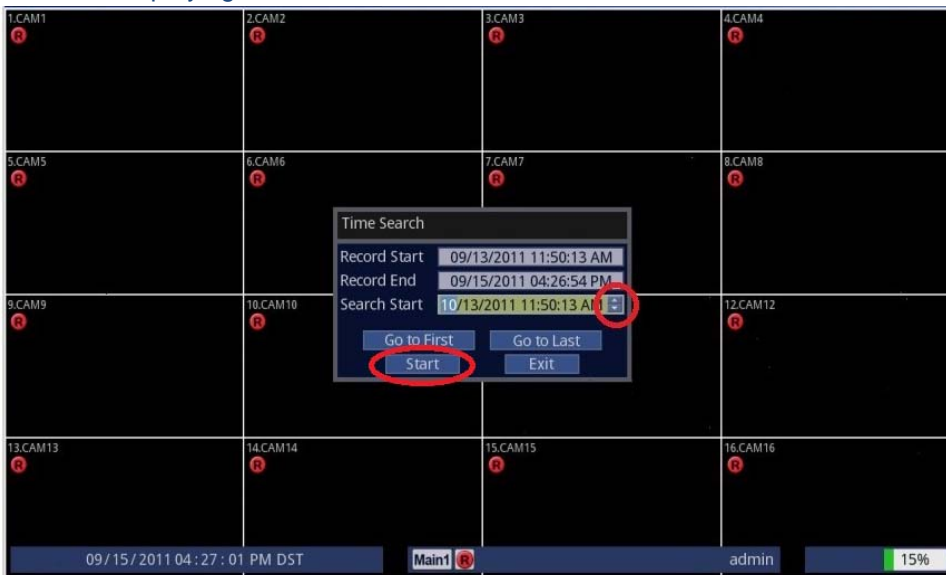 1.CAM1 2.CAM2 3.CAM3 4.CAM4
R R R R
5.CAM5 6.CAM6 7.CAM7 8.CAM8
R R R R
Time Search
Record Start 09/13/2011 11:50:13 AM
Record End 09/15/2011 04:26:54 PM
Search Start 10/13/2011 11:50:13 AM
9.CAM9 10.CAM10 12.CAM12
R R R
Go to First Go to Last
Start Exit
13.CAM13 14.CAM14 15.CAM15 16.CAM16
R R R R
09/15/2011 04:27:01 PM DST Main1 R admin 15%